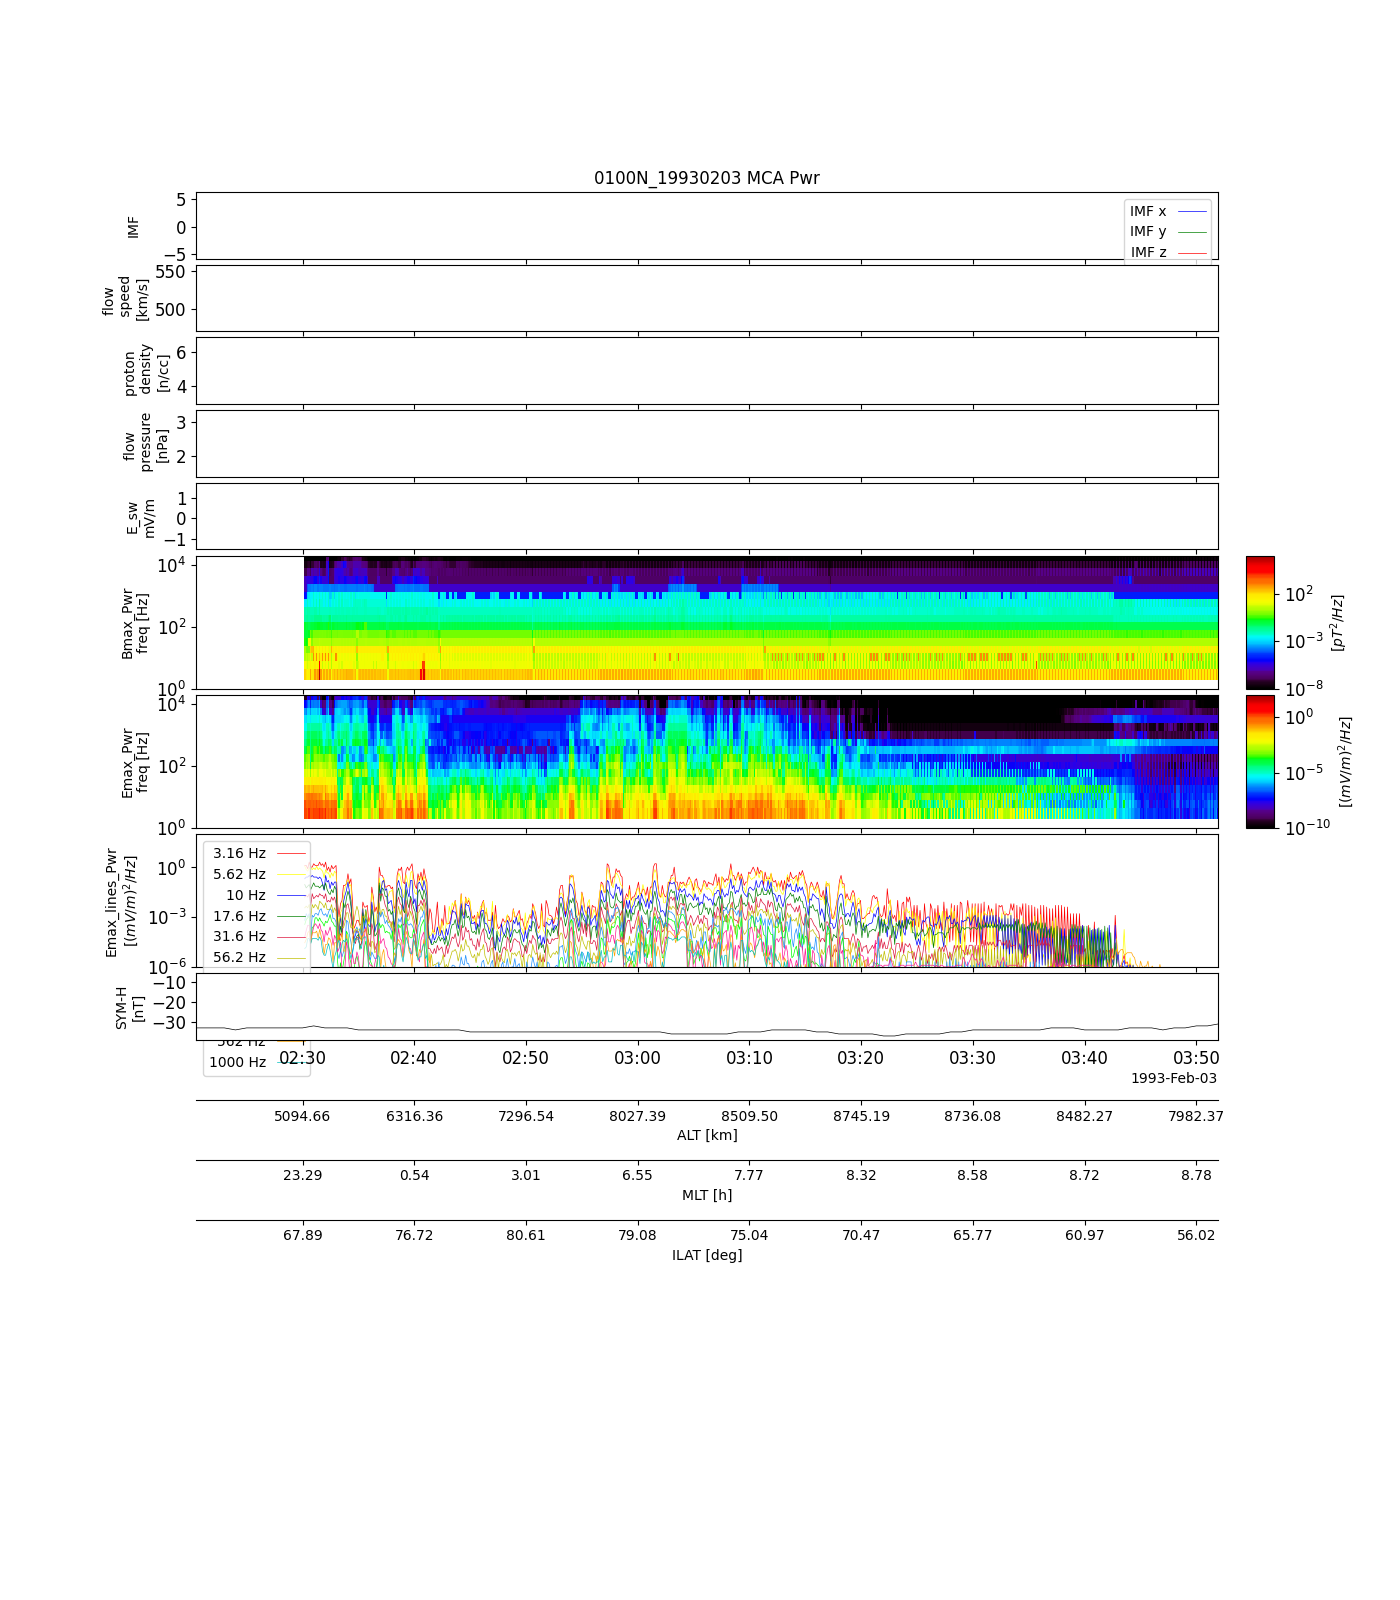 0100N_19930203 MCA Pwr
5
0
−5
IMF
IMF x
IMF y
IMF z
550
500
flow
speed
[km/s]
6
4
proton
density
[n/cc]
3
2
flow
pressure
[nPa]
1
0
−1
E_sw
mV/m
10^4
10^2
10^0
Bmax_Pwr
freq [Hz]
10^2
10^−3
10^−8
[pT^2/Hz]
10^4
10^2
10^0
Emax_Pwr
freq [Hz]
10^0
10^−5
10^−10
[(mV/m)^2/Hz]
10^0
10^−3
10^−6
Emax_lines_Pwr
[(mV/m)^2/Hz]
3.16 Hz
5.62 Hz
10 Hz
17.6 Hz
31.6 Hz
56.2 Hz
562 Hz
1000 Hz
−10
−20
−30
SYM-H
[nT]
02:30 02:40 02:50 03:00 03:10 03:20 03:30 03:40 03:50
1993-Feb-03
5094.66 6316.36 7296.54 8027.39 8509.50 8745.19 8736.08 8482.27 7982.37
ALT [km]
23.29 0.54 3.01 6.55 7.77 8.32 8.58 8.72 8.78
MLT [h]
67.89 76.72 80.61 79.08 75.04 70.47 65.77 60.97 56.02
ILAT [deg]